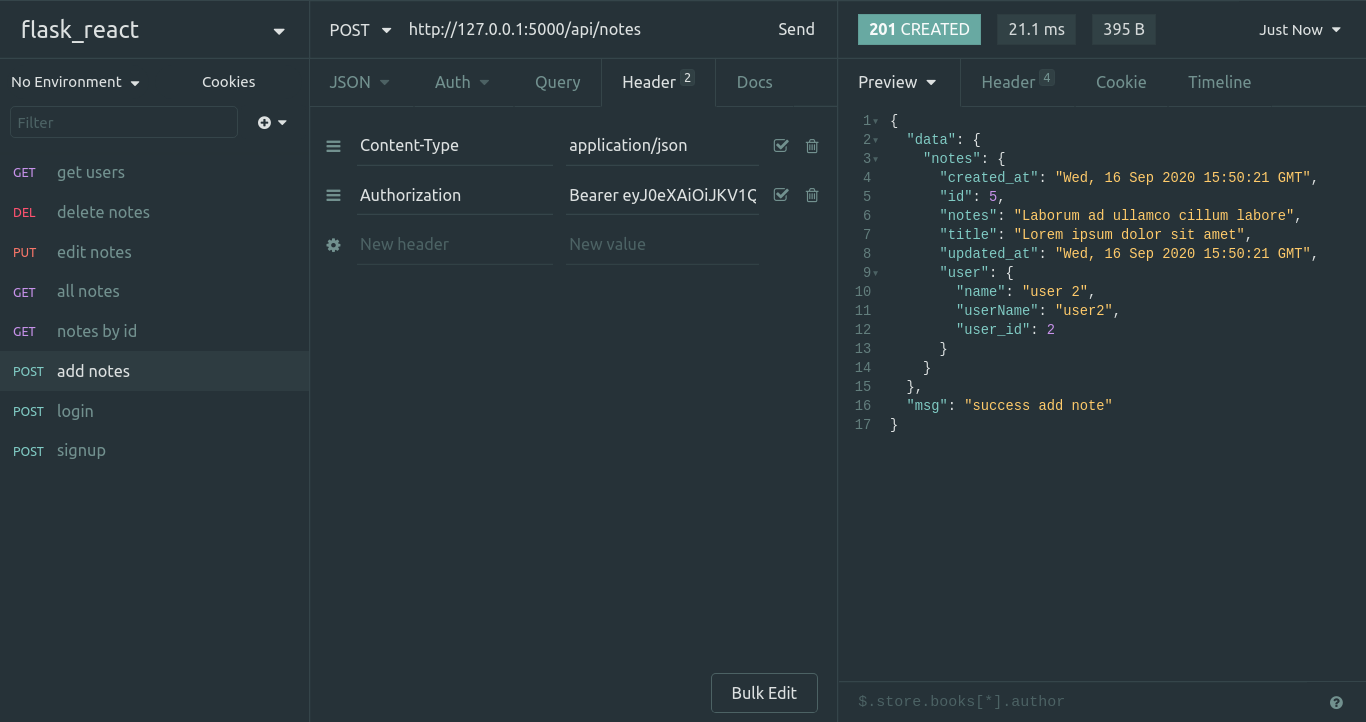 flask_react
No Environment
Cookies
Filter
GET get users
DEL delete notes
PUT edit notes
GET all notes
GET notes by id
POST add notes
POST login
POST signup
POST http://127.0.0.1:5000/api/notes Send
JSON Auth Query Header 2 Docs
Content-Type application/json
Authorization Bearer eyJ0eXAiOiJKV1Q
New header New value
Bulk Edit
201 CREATED 21.1 ms 395 B Just Now
Preview Header 4 Cookie Timeline
1 {
2 "data": {
3 "notes": {
4 "created_at": "Wed, 16 Sep 2020 15:50:21 GMT",
5 "id": 5,
6 "notes": "Laborum ad ullamco cillum labore",
7 "title": "Lorem ipsum dolor sit amet",
8 "updated_at": "Wed, 16 Sep 2020 15:50:21 GMT",
9 "user": {
10 "name": "user 2",
11 "userName": "user2",
12 "user_id": 2
13 }
14 }
15 },
16 "msg": "success add note"
17 }
$.store.books[*].author